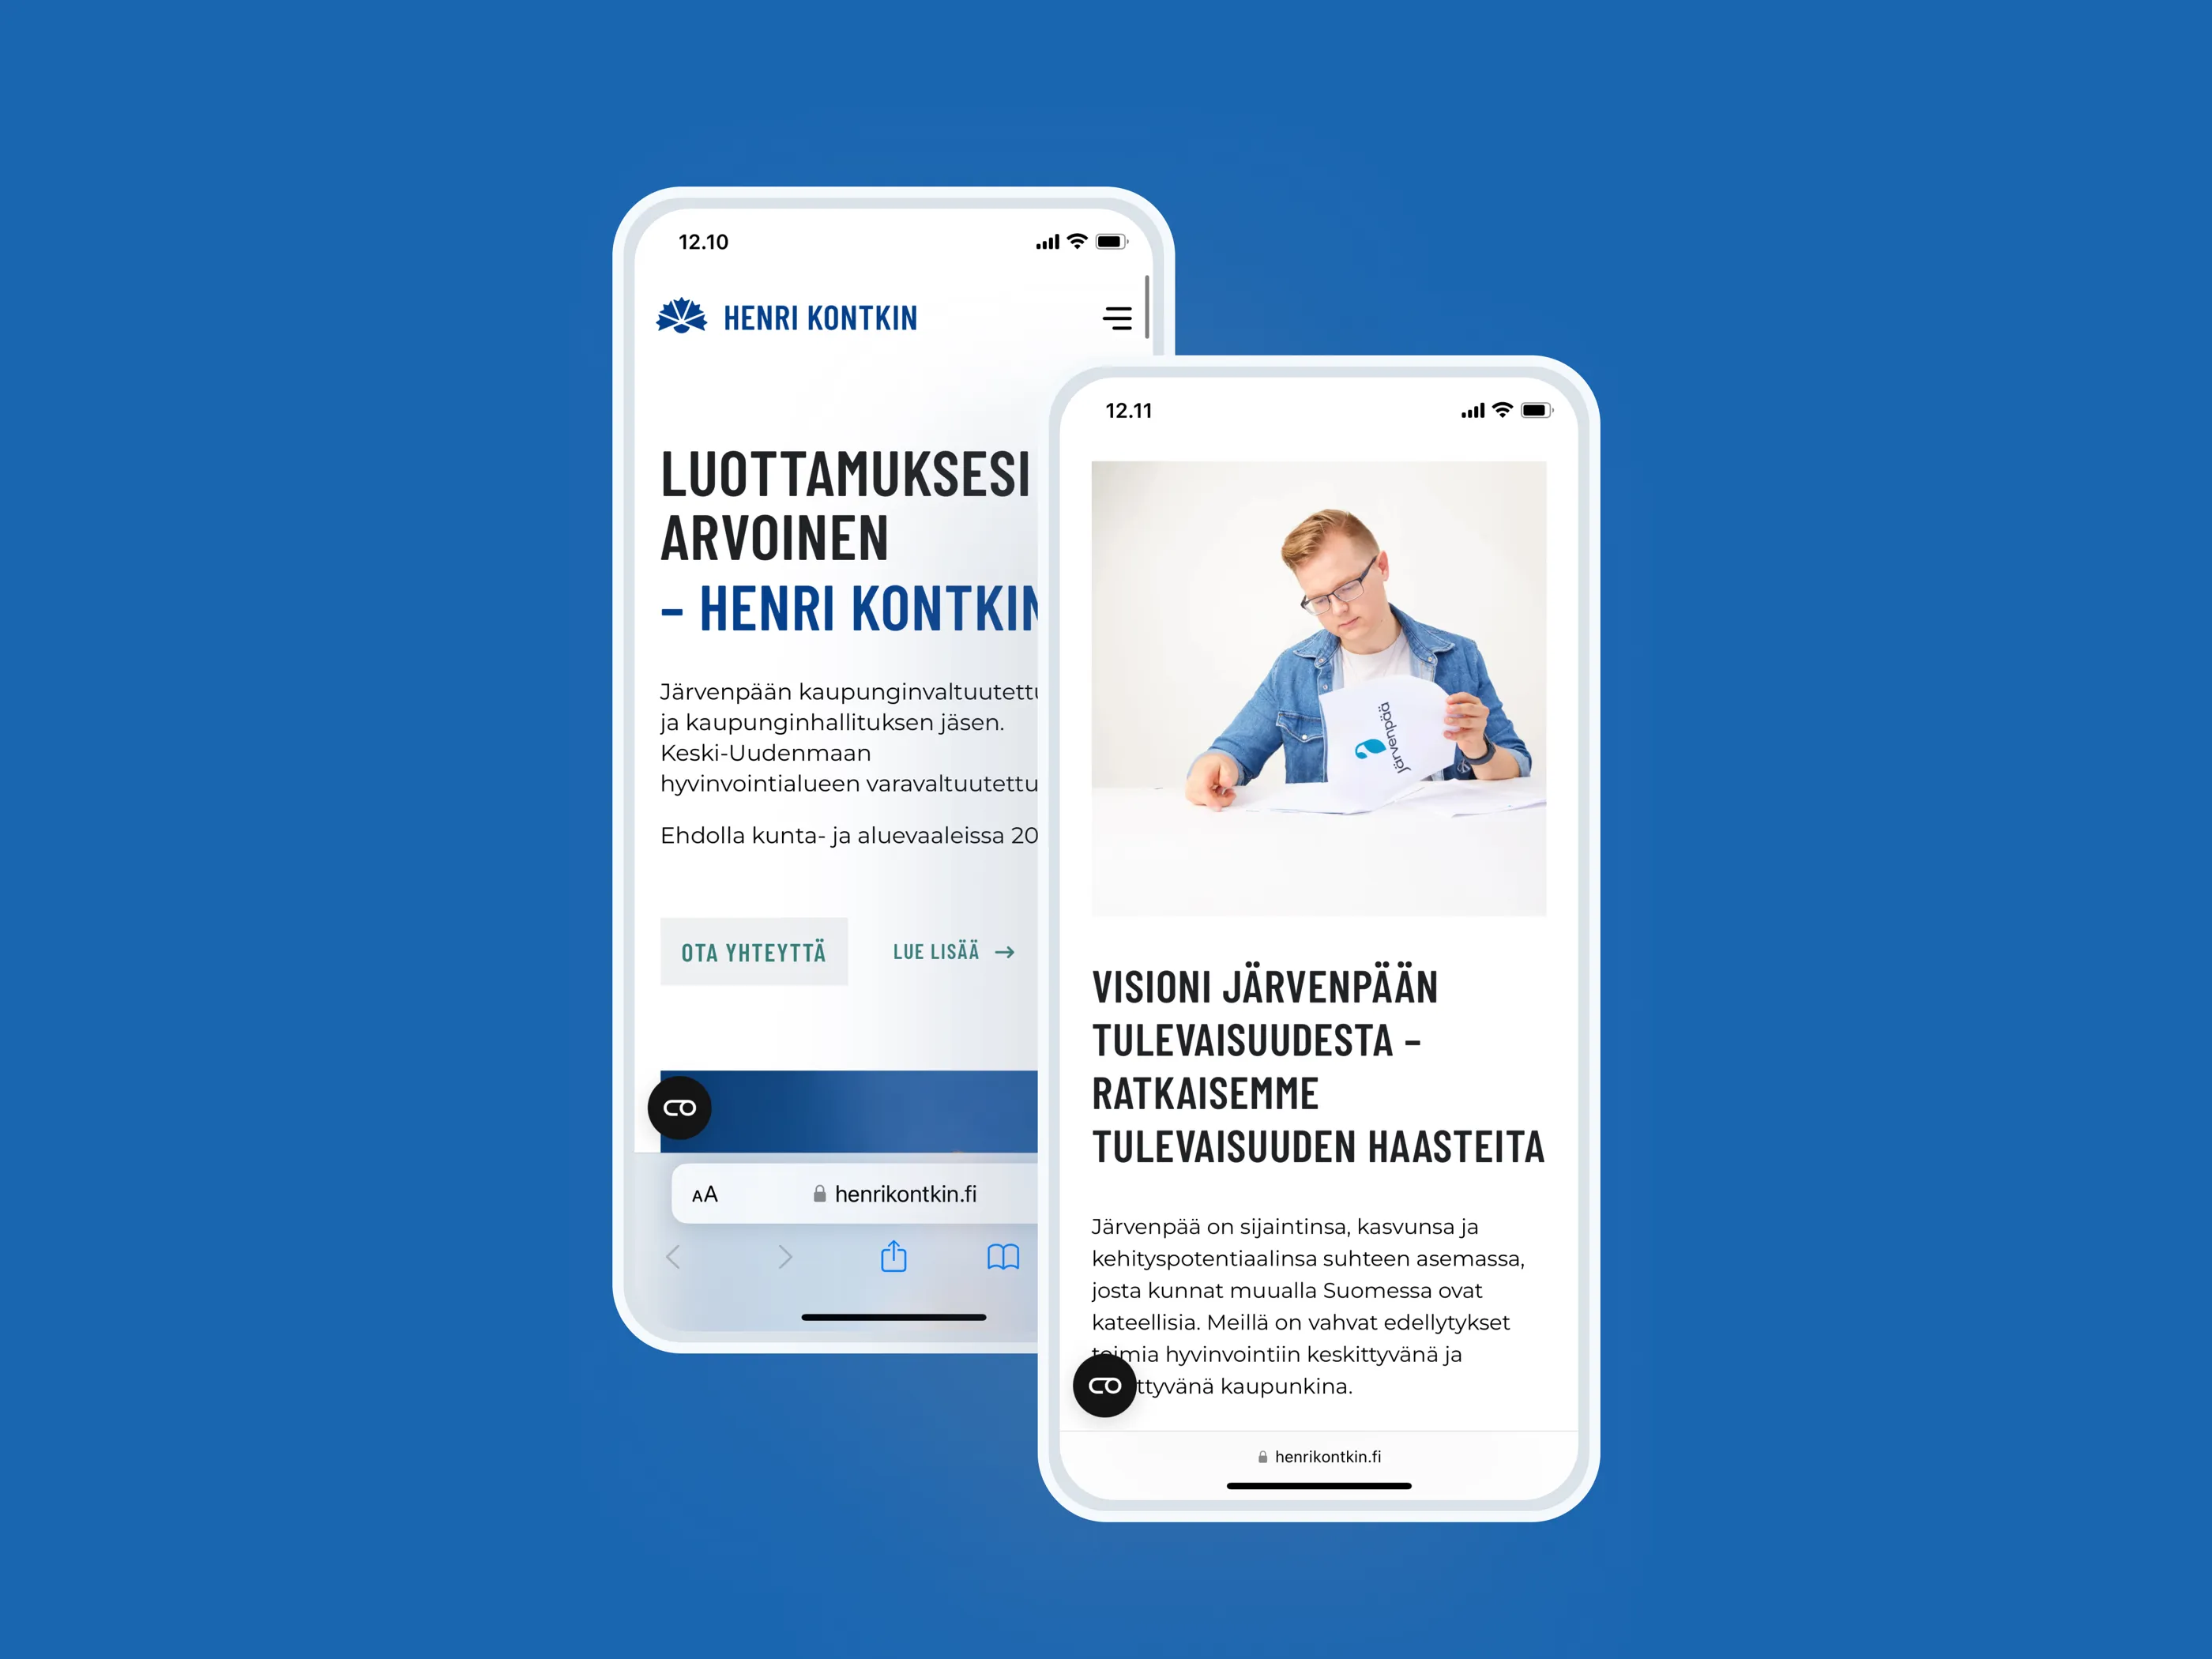 12.10
HENRI KONTKIN
LUOTTAMUKSESI
ARVOINEN
– HENRI KONTKIN
Järvenpään kaupunginvaltuutettu
ja kaupunginhallituksen jäsen.
Keski-Uudenmaan
hyvinvointialueen varavaltuutettu
Ehdolla kunta- ja aluevaaleissa 20
OTA YHTEYTTÄ
LUE LISÄÄ →
AA
henrikontkin.fi
12.11
järvenpää
VISIONI JÄRVENPÄÄN
TULEVAISUUDESTA –
RATKAISEMME
TULEVAISUUDEN HAASTEITA
Järvenpää on sijaintinsa, kasvunsa ja
kehityspotentiaalinsa suhteen asemassa,
josta kunnat muualla Suomessa ovat
kateellisia. Meillä on vahvat edellytykset
toimia hyvinvointiin keskittyvänä ja
ttyvänä kaupunkina.
henrikontkin.fi